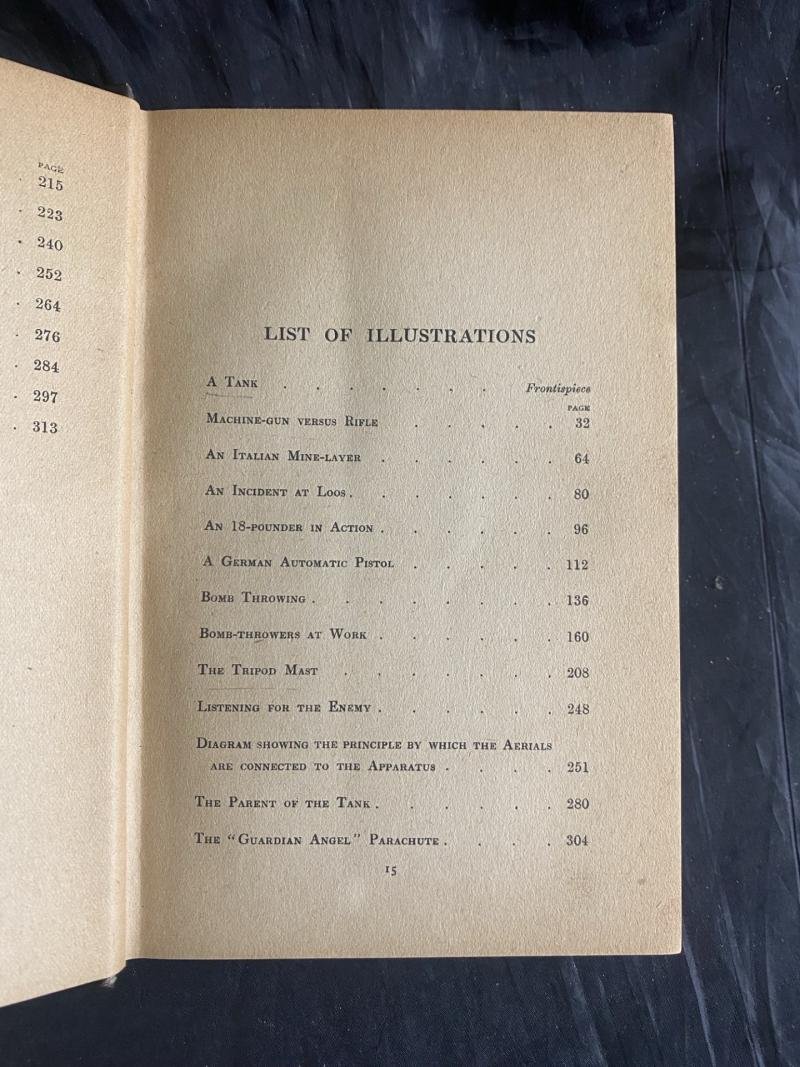 PAGE
. 215
. 223
. 240
. 252
. 264
. 276
. 284
. 297
. 313
LIST OF ILLUSTRATIONS
A Tank . . . . . . . Frontispiece
PAGE
Machine-gun versus Rifle . . . . . 32
An Italian Mine-layer . . . . . . 64
An Incident at Loos . . . . . . . 80
An 18-pounder in Action . . . . . . 96
A German Automatic Pistol . . . . . 112
Bomb Throwing . . . . . . . . 136
Bomb-throwers at Work . . . . . . 160
The Tripod Mast . . . . . . . 208
Listening for the Enemy . . . . . . 248
Diagram showing the principle by which the Aerials
are connected to the Apparatus . . . . 251
The Parent of the Tank . . . . . . 280
The "Guardian Angel" Parachute . . . . 304
15